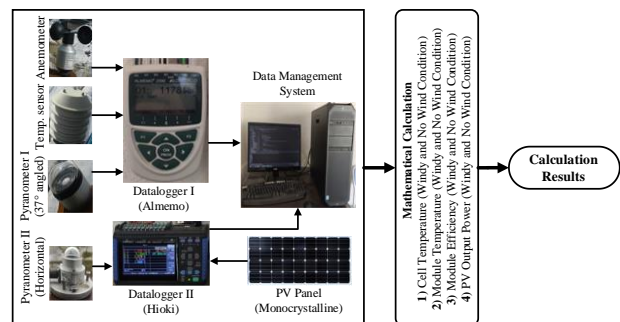 Anemometer
Temp. sensor
Pyranometer I
(37° angled)
Pyranometer II
(Horizontal)
Datalogger I
(Almemo)
Datalogger II
(Hioki)
Data Management
System
PV Panel
(Monocrystalline)
Mathematical Calculation
1) Cell Temperature (Windy and No Wind Condition)
2) Module Temperature (Windy and No Wind Condition)
3) Module Efficiency (Windy and No Wind Condition)
4) PV Output Power (Windy and No Wind Condition)
Calculation
Results